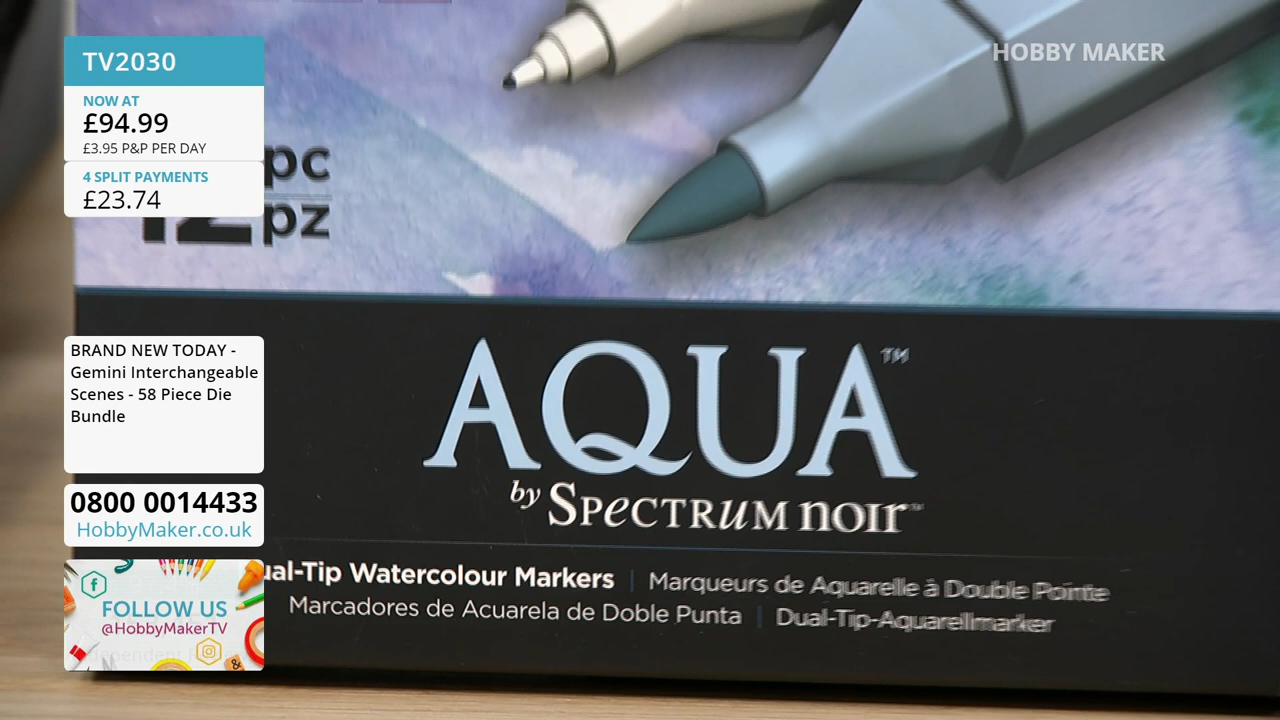 TV2030
NOW AT
£94.99
£3.95 P&P PER DAY
4 SPLIT PAYMENTS
£23.74
HOBBY MAKER
pc
12 pz
BRAND NEW TODAY -
Gemini Interchangeable
Scenes - 58 Piece Die
Bundle
0800 0014433
HobbyMaker.co.uk
FOLLOW US
@HobbyMakerTV
AQUA™
by SPECTRUM NOIR™
ual-Tip Watercolour Markers | Marqueurs de Aquarelle à Double Pointe
Marcadores de Acuarela de Doble Punta | Dual-Tip-Aquarellmarker